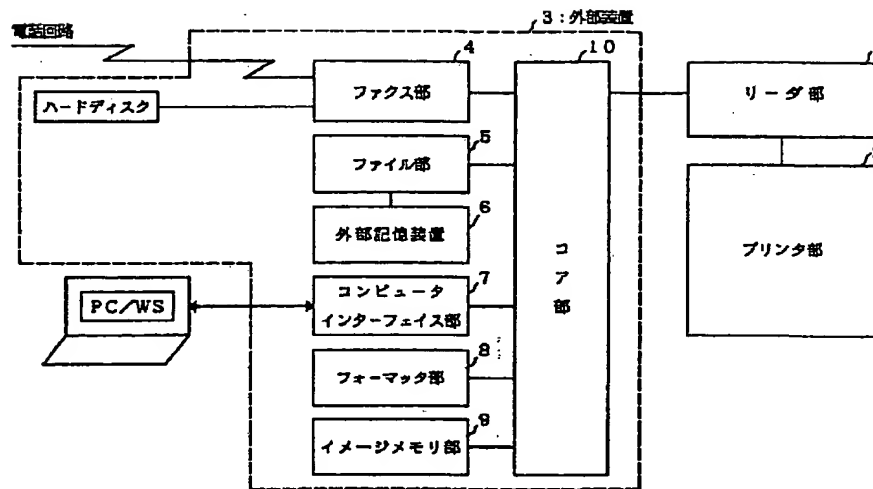 電話回路
3：外部装置
4
10
ファクス部
リーダ部
ハードディスク
5
ファイル部
6
外部記憶装置
コア部
プリンタ部
7
PC/WS
コンピュータ
インターフェイス部
8
フォーマッタ部
9
イメージメモリ部